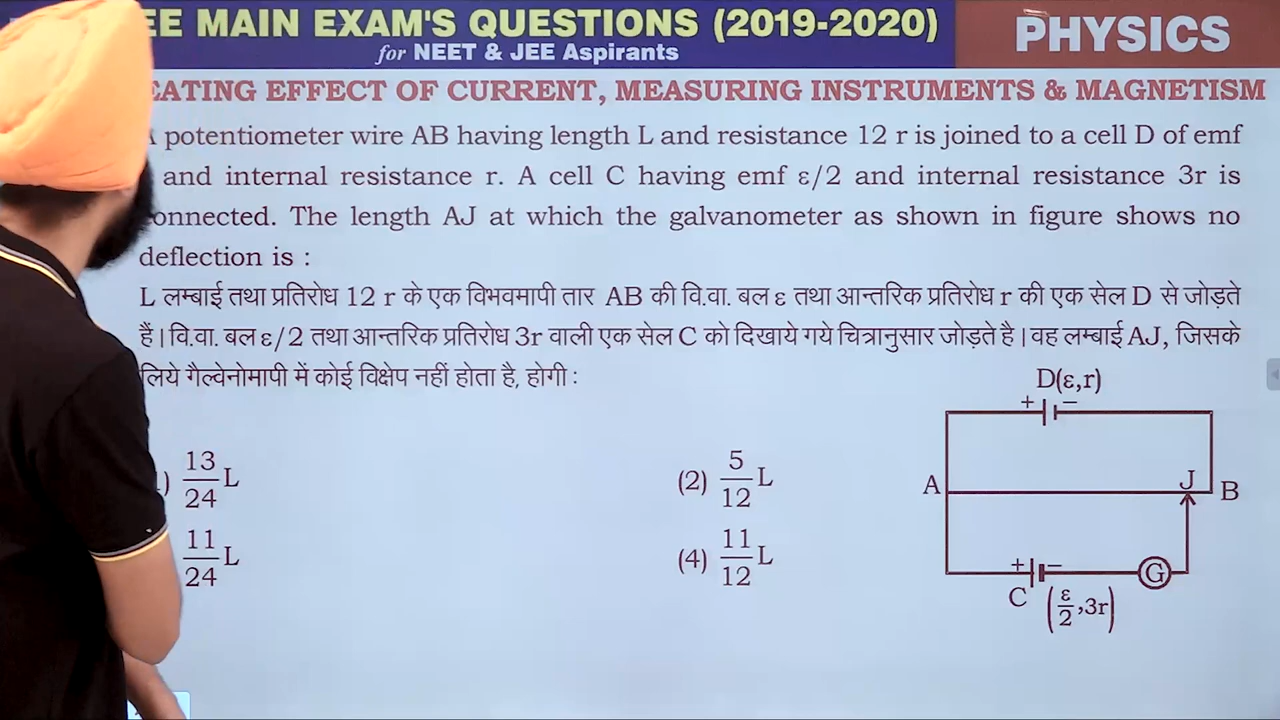 EE MAIN EXAM'S QUESTIONS (2019-2020)
for NEET & JEE Aspirants
PHYSICS
EATING EFFECT OF CURRENT, MEASURING INSTRUMENTS & MAGNETISM
potentiometer wire AB having length L and resistance 12 r is joined to a cell D of emf
and internal resistance r. A cell C having emf ε/2 and internal resistance 3r is
onnected. The length AJ at which the galvanometer as shown in figure shows no
deflection is :
L लम्बाई तथा प्रतिरोध 12 r के एक विभवमापी तार AB की वि.वा. बल ε तथा आन्तरिक प्रतिरोध r की एक सेल D से जोड़ते
हैं। वि.वा. बल ε/2 तथा आन्तरिक प्रतिरोध 3r वाली एक सेल C को दिखाये गये चित्रानुसार जोड़ते है। वह लम्बाई AJ, जिसके
लिये गैल्वेनोमापी में कोई विक्षेप नहीं होता है, होगी :
) 13/24 L
(2) 5/12 L
11/24 L
(4) 11/12 L
D(ε,r)
+ −
A
J
B
+ −
G
C (ε/2,3r)